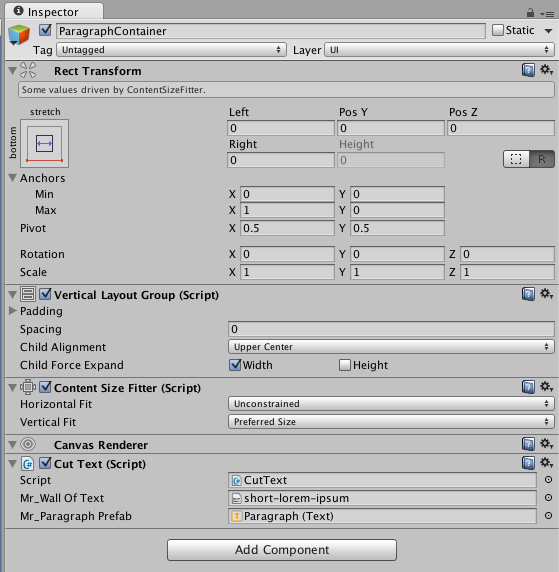 Inspector
ParagraphContainer Static
Tag Untagged Layer UI
Rect Transform
Some values driven by ContentSizeFitter.
stretch Left Pos Y Pos Z
bottom 0 0 0
Right Height
0 0 R
Anchors
Min X 0 Y 0
Max X 1 Y 0
Pivot X 0.5 Y 0.5
Rotation X 0 Y 0 Z 0
Scale X 1 Y 1 Z 1
Vertical Layout Group (Script)
Padding
Spacing 0
Child Alignment Upper Center
Child Force Expand Width Height
Content Size Fitter (Script)
Horizontal Fit Unconstrained
Vertical Fit Preferred Size
Canvas Renderer
Cut Text (Script)
Script CutText
Mr_Wall Of Text short-lorem-ipsum
Mr_Paragraph Prefab Paragraph (Text)
Add Component